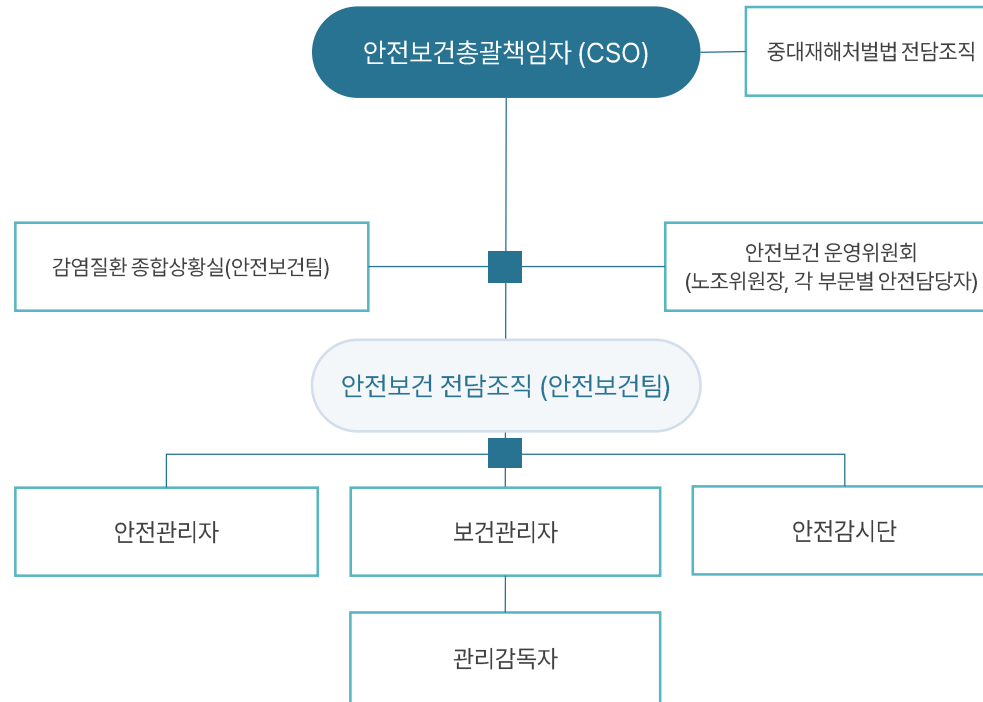 안전보건총괄책임자 (CSO)
중대재해처벌법 전담조직
감염질환 종합상황실(안전보건팀)
안전보건 운영위원회
(노조위원장, 각 부문별 안전담당자)
안전보건 전담조직 (안전보건팀)
안전관리자
보건관리자
안전감시단
관리감독자